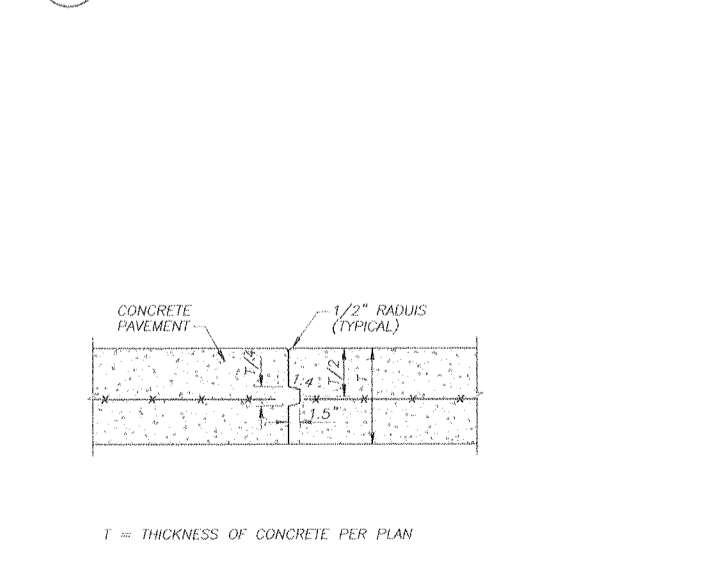 CONCRETE
PAVEMENT
1/2" RADUIS
(TYPICAL)
T/4
1.4
T/2
T
1.5"
T = THICKNESS OF CONCRETE PER PLAN